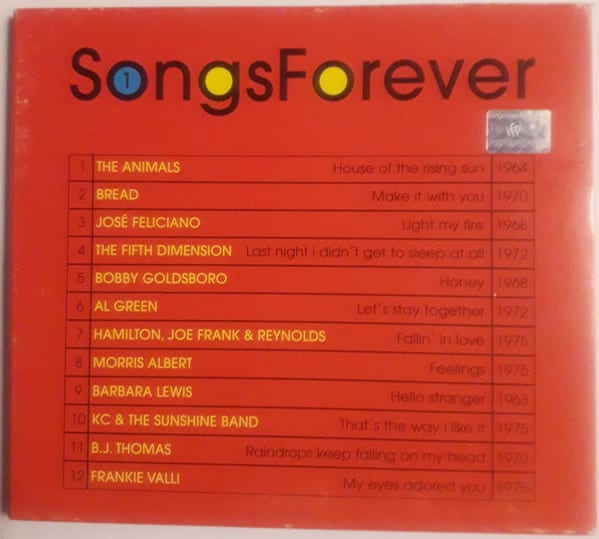 SongsForever
1
ifpi
1 THE ANIMALS House of the rising sun 1964
2 BREAD Make it with you 1970
3 JOSÉ FELICIANO Light my fire 1968
4 THE FIFTH DIMENSION Last night i didn´t get to sleep at all 1972
5 BOBBY GOLDSBORO Honey 1968
6 AL GREEN Let´s stay together 1972
7 HAMILTON, JOE FRANK & REYNOLDS Fallin´ in love 1975
8 MORRIS ALBERT Feelings 1975
9 BARBARA LEWIS Hello stranger 1963
10 KC & THE SUNSHINE BAND That´s the way i like it 1975
11 B.J. THOMAS Raindrops keep falling on my head 1970
12 FRANKIE VALLI My eyes adored you 1975